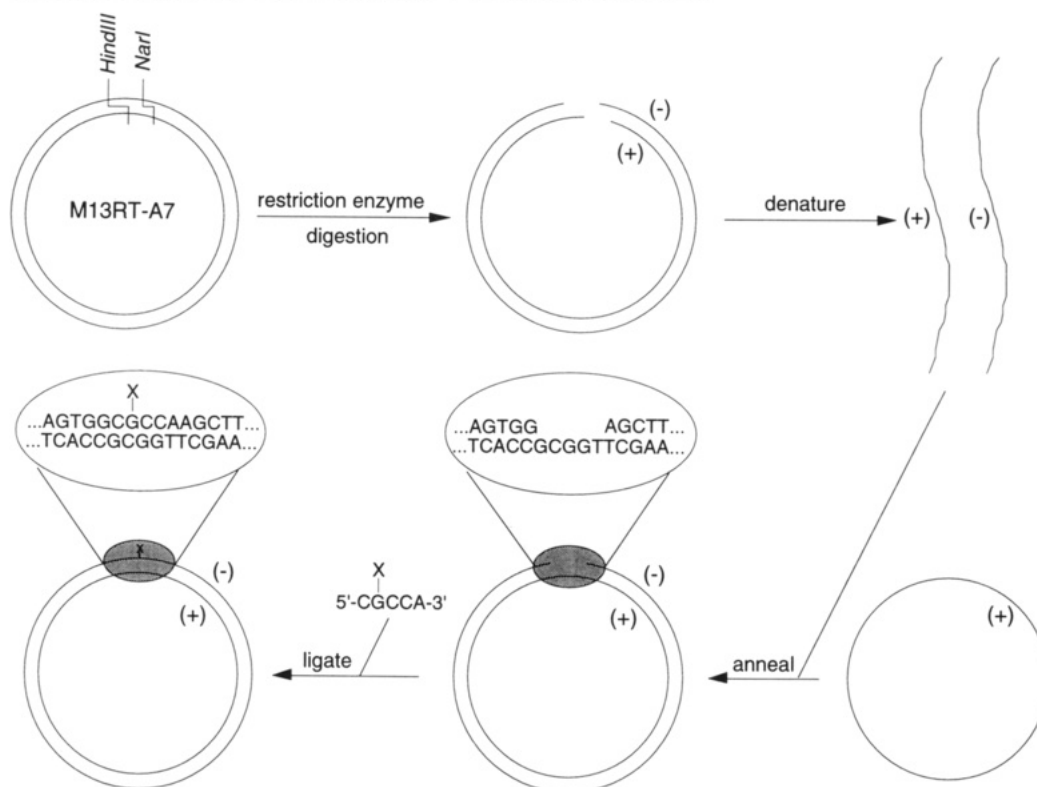 HindIII
NarI
M13RT-A7
restriction enzyme
digestion
(-)
(+)
denature
(+)
(-)
X
...AGTGGCGCCAAGCTT...
...TCACCGCGGTTCGAA...
...AGTGG AGCTT...
...TCACCGCGGTTCGAA...
x
(-)
(+)
X
5'-CGCCA-3'
ligate
(-)
(+)
anneal
(+)